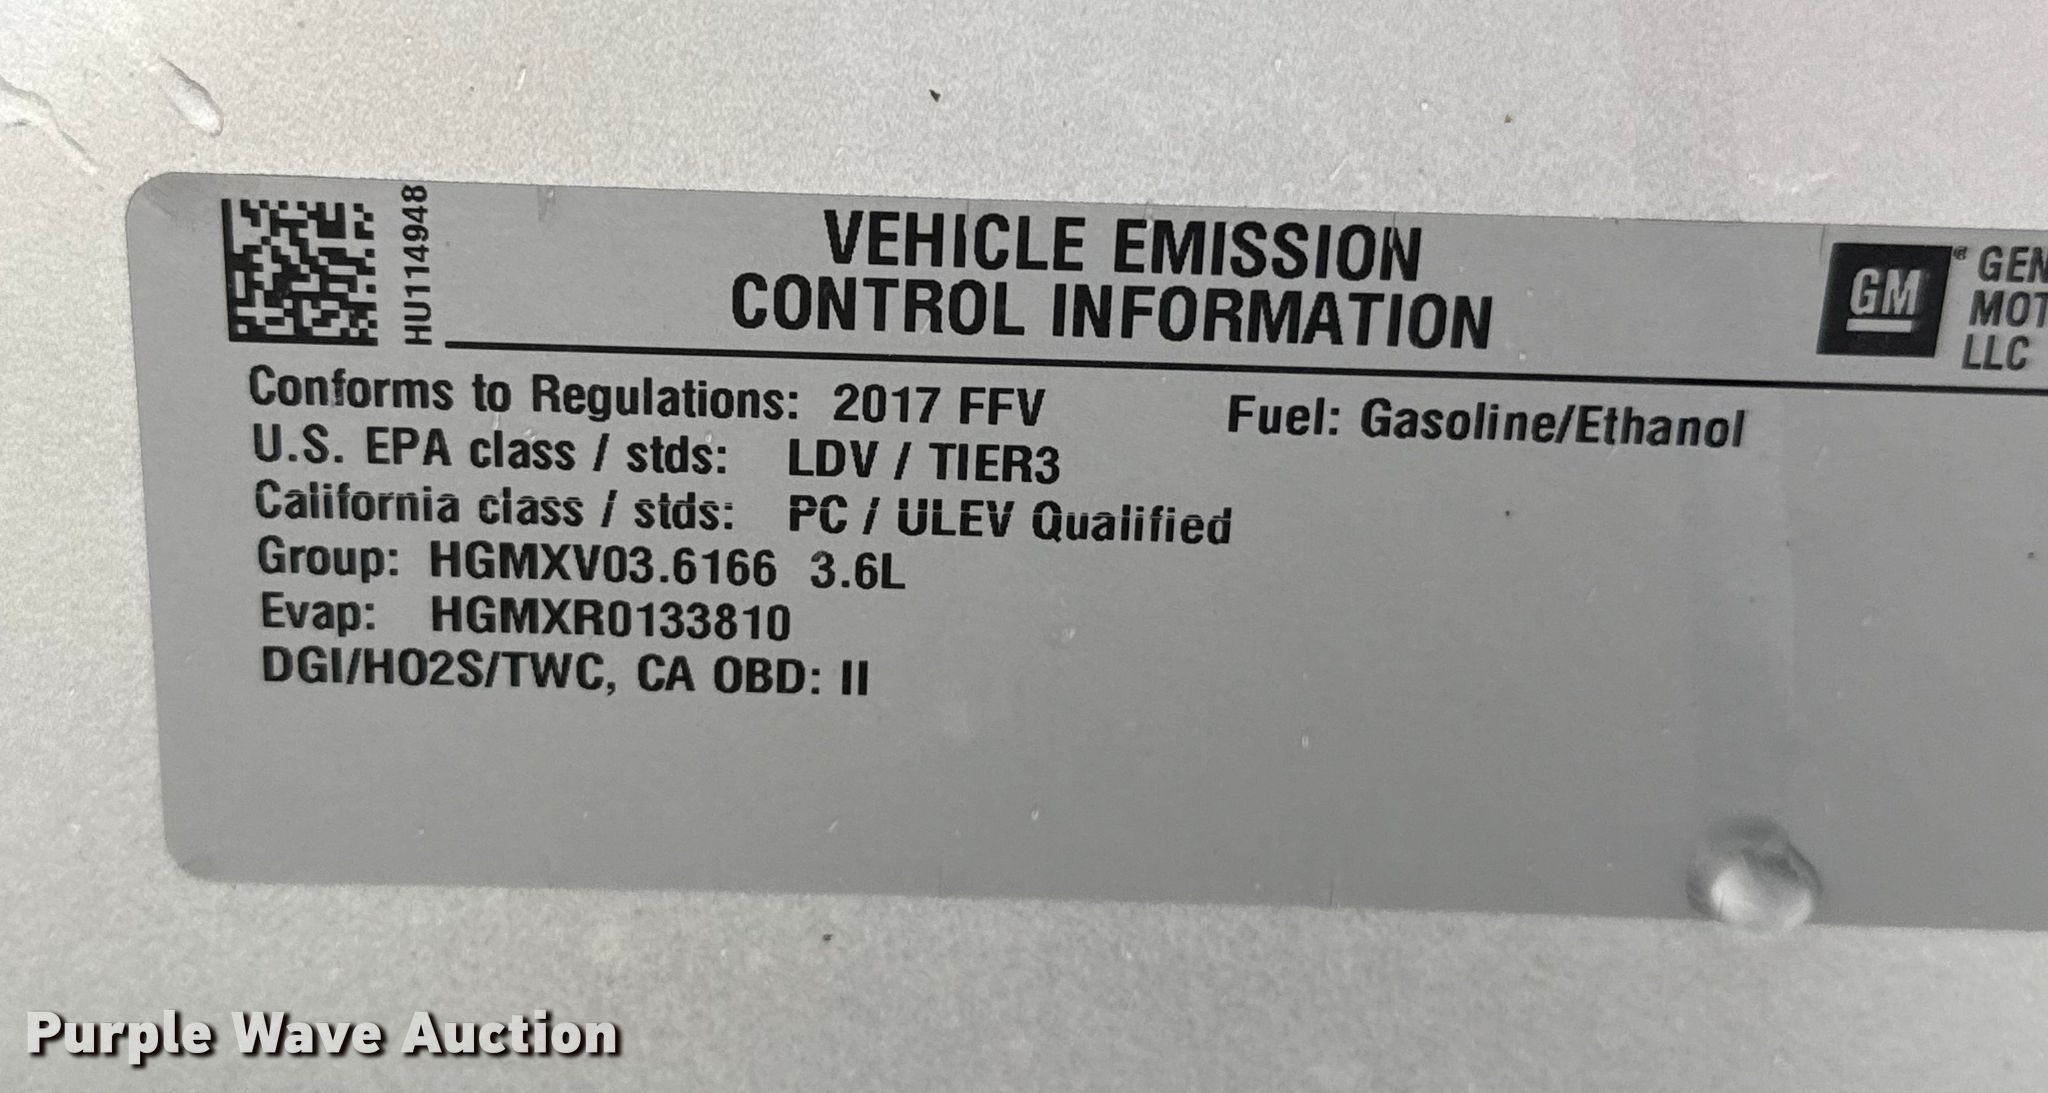 HU114948
VEHICLE EMISSION
CONTROL INFORMATION
GM
® GEN
MOT
LLC
Conforms to Regulations: 2017 FFV Fuel: Gasoline/Ethanol
U.S. EPA class / stds: LDV / TIER3
California class / stds: PC / ULEV Qualified
Group: HGMXV03.6166 3.6L
Evap: HGMXR0133810
DGI/HO2S/TWC, CA OBD: II
Purple Wave Auction